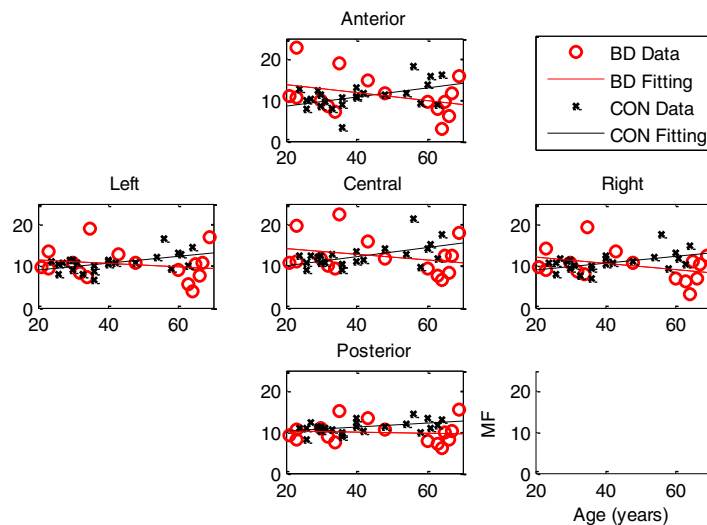 Anterior
20
10
0
20 40 60
BD Data
BD Fitting
CON Data
CON Fitting
Left
20
10
0
20 40 60
Central
20
10
0
20 40 60
Right
20
10
0
20 40 60
Posterior
20
10
0
20 40 60
MF
20
10
0
20 40 60
Age (years)